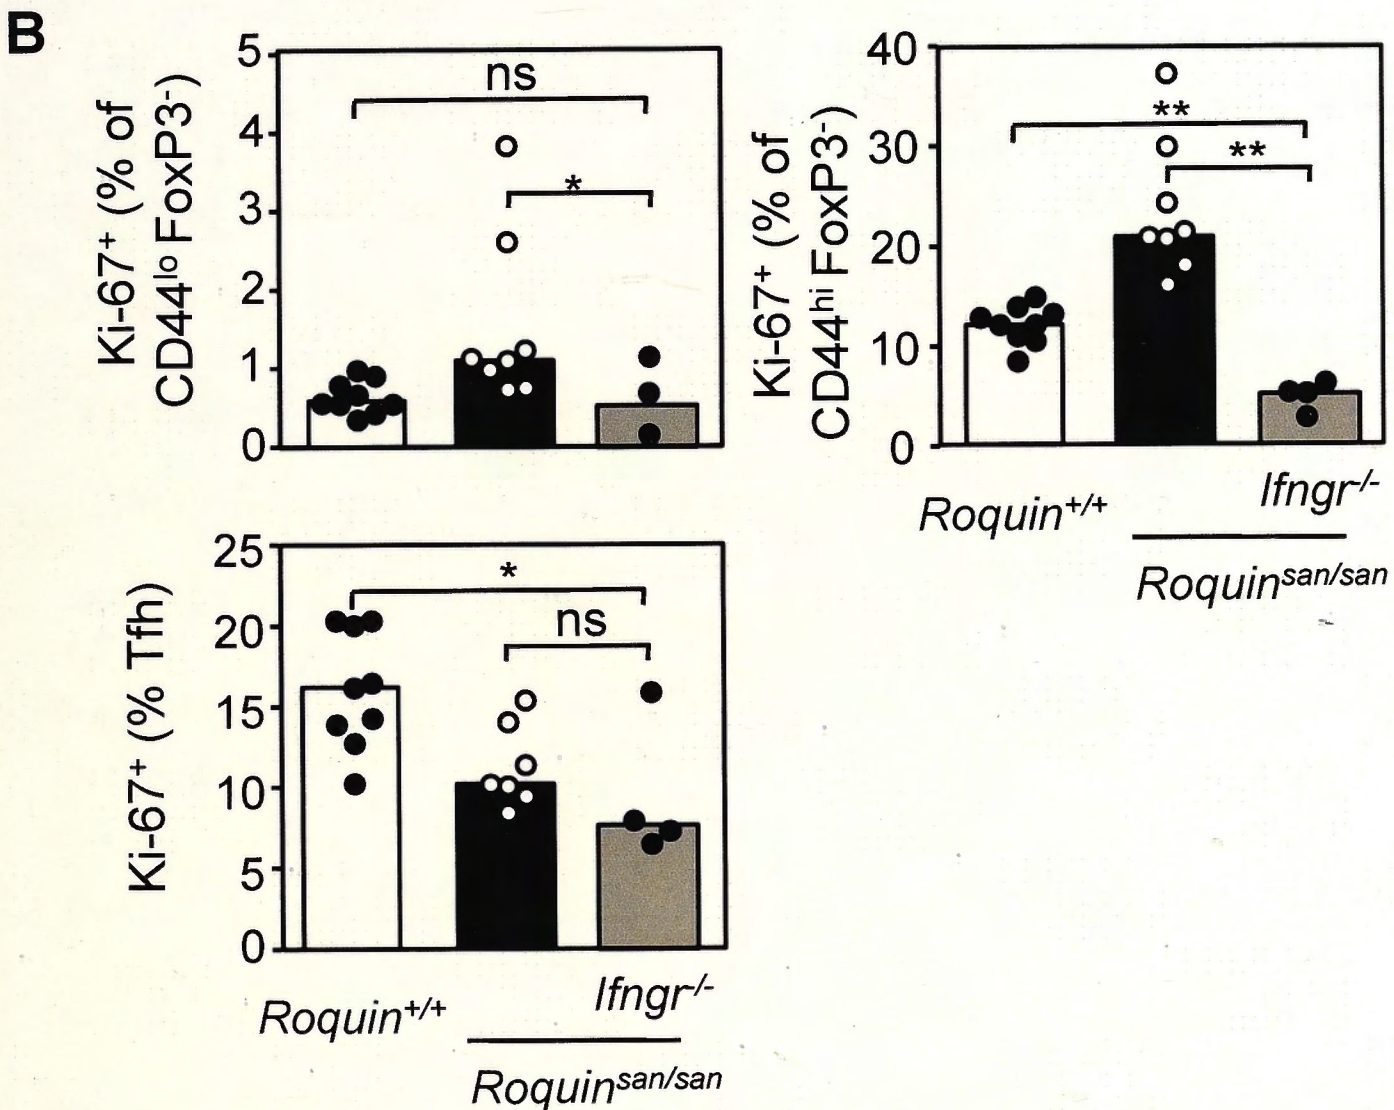 B
Ki-67⁺ (% of
CD44ˡᵒ FoxP3⁻)
5
4
3
2
1
0
ns
*
Ki-67⁺ (% of
CD44ʰⁱ FoxP3⁻)
40
30
20
10
0
**
**
Roquin⁺/⁺
Ifngr⁻/⁻
Roquinˢᵃⁿ/ˢᵃⁿ
Ki-67⁺ (% Tfh)
25
20
15
10
5
0
*
ns
Roquin⁺/⁺
Ifngr⁻/⁻
Roquinˢᵃⁿ/ˢᵃⁿ